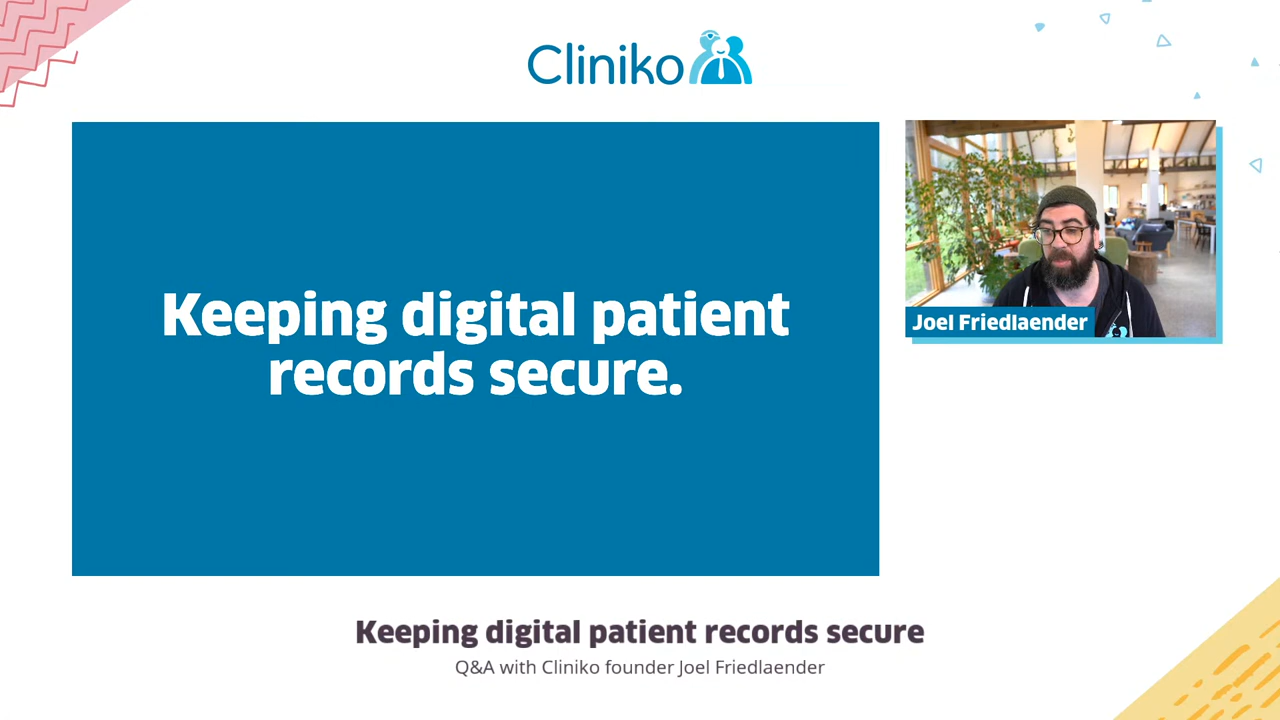 Cliniko
Keeping digital patient
records secure.
Joel Friedlaender
Keeping digital patient records secure
Q&A with Cliniko founder Joel Friedlaender